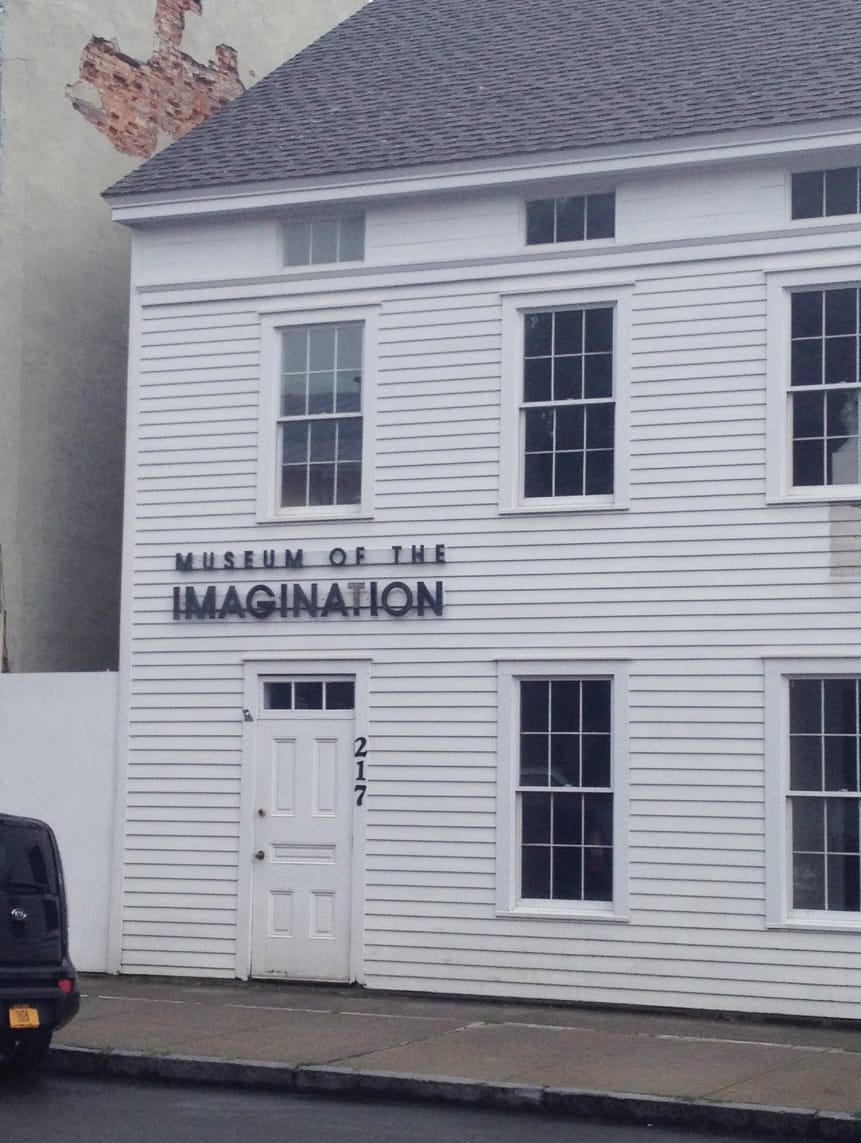 MUSEUM OF THE
IMAGINATION
217